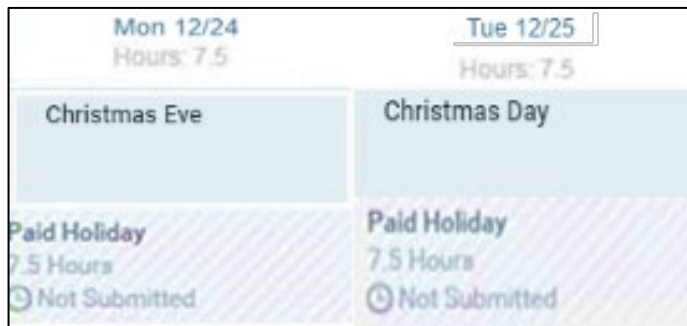 Mon 12/24
Hours: 7.5
Christmas Eve
Paid Holiday
7.5 Hours
Not Submitted
Tue 12/25
Hours: 7.5
Christmas Day
Paid Holiday
7.5 Hours
Not Submitted